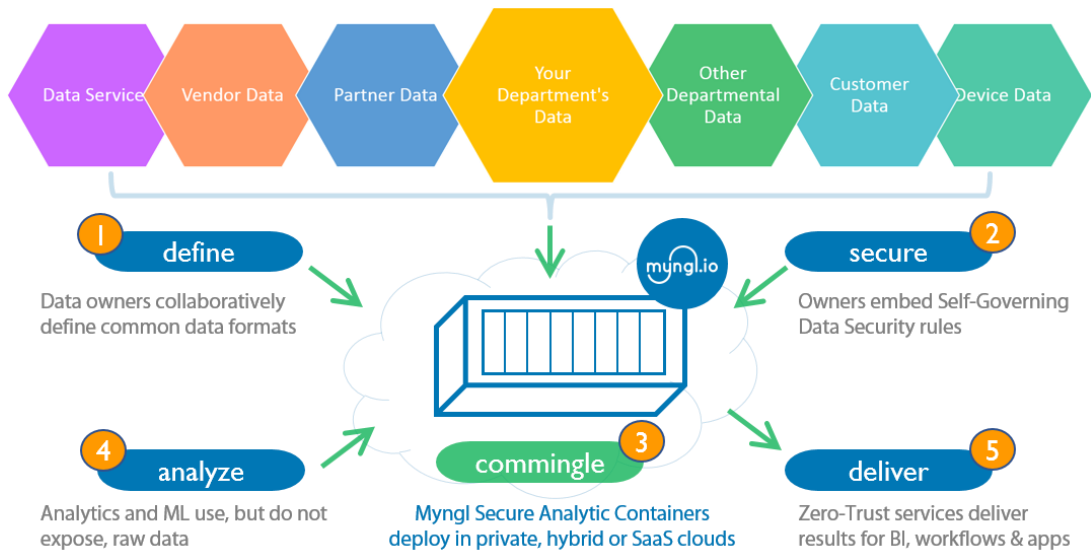 Data Service
Vendor Data
Partner Data
Your
Department's
Data
Other
Departmental
Data
Customer
Data
Device Data
1
define
Data owners collaboratively
define common data formats
2
secure
Owners embed Self-Governing
Data Security rules
myngl.io
3
commingle
Myngl Secure Analytic Containers
deploy in private, hybrid or SaaS clouds
4
analyze
Analytics and ML use, but do not
expose, raw data
5
deliver
Zero-Trust services deliver
results for BI, workflows & apps